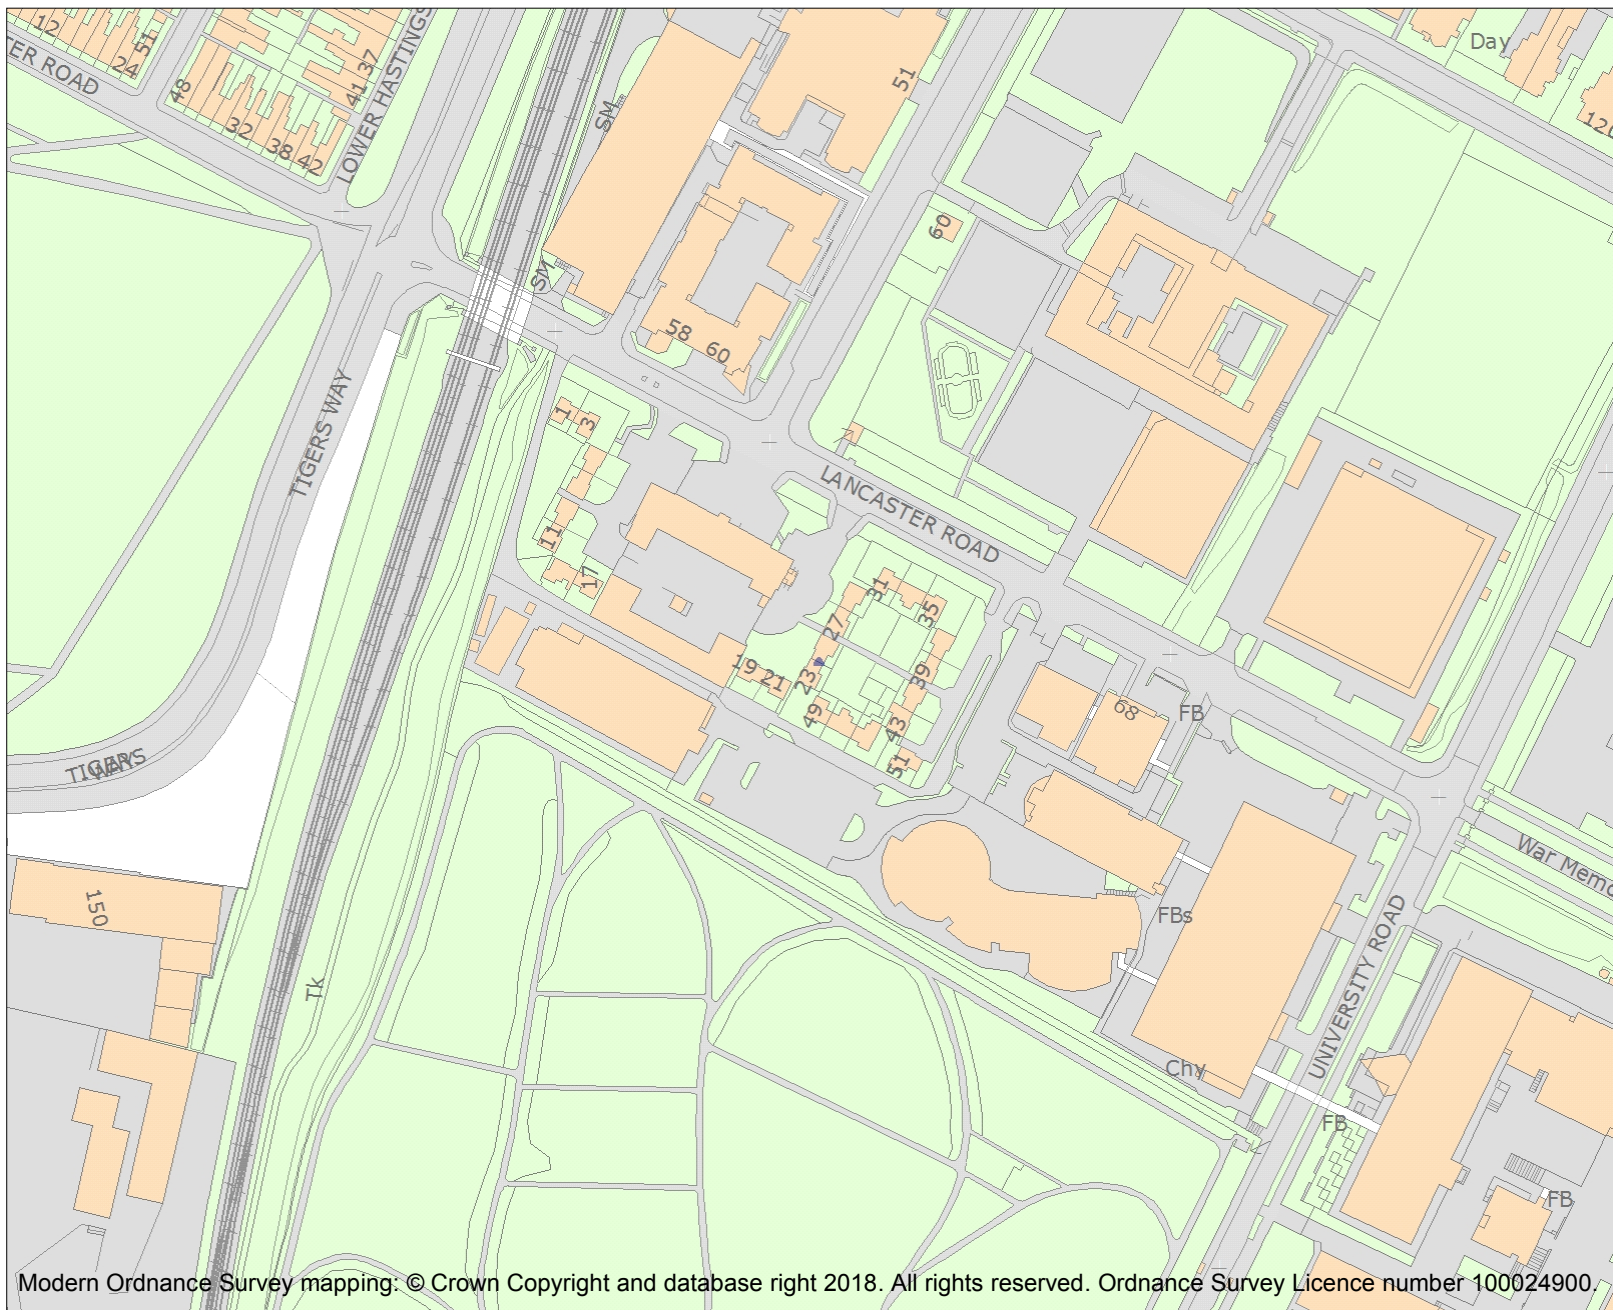 12
24
51
TER ROAD
48
32
38
42
41
37
LOWER HASTINGS
SM
SM
51
Day
60
58
60
TIGERS WAY
1
3
11
17
LANCASTER ROAD
31
35
27
39
19
21
23
49
43
51
68
FB
TIGERS
WAY
150
Tk
War Memo
FBs
UNIVERSITY ROAD
Chy
FB
FB
Modern Ordnance Survey mapping: © Crown Copyright and database right 2018. All rights reserved. Ordnance Survey Licence number 100024900.